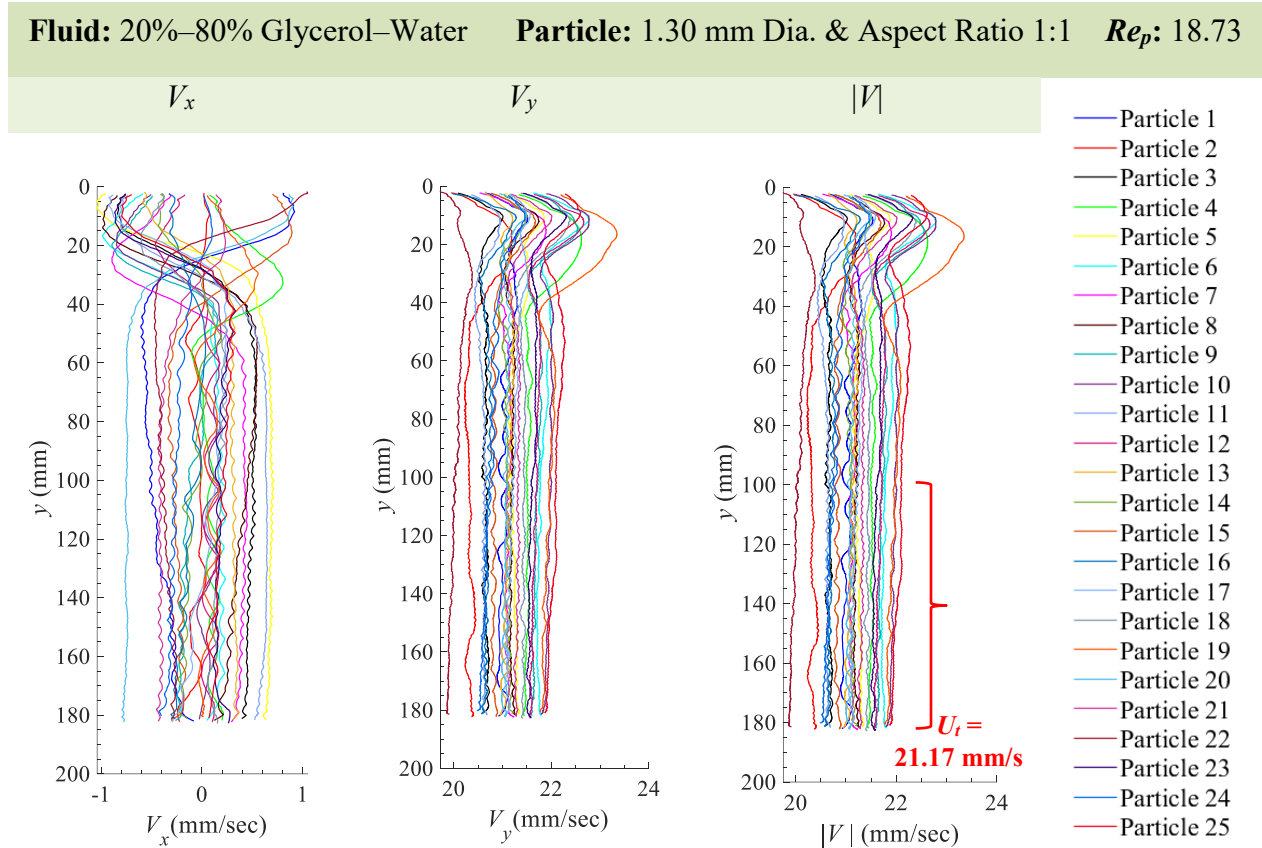 Fluid: 20%–80% Glycerol–Water Particle: 1.30 mm Dia. & Aspect Ratio 1:1 Rep: 18.73
Vx Vy |V|
0
20
40
60
80
100
120
140
160
180
200
-1 0 1
y (mm)
Vx(mm/sec)
0
20
40
60
80
100
120
140
160
180
200
20 22 24
y (mm)
Vy(mm/sec)
0
20
40
60
80
100
120
140
160
180
200
20 22 24
y (mm)
|V| (mm/sec)
Ut =
21.17 mm/s
Particle 1
Particle 2
Particle 3
Particle 4
Particle 5
Particle 6
Particle 7
Particle 8
Particle 9
Particle 10
Particle 11
Particle 12
Particle 13
Particle 14
Particle 15
Particle 16
Particle 17
Particle 18
Particle 19
Particle 20
Particle 21
Particle 22
Particle 23
Particle 24
Particle 25